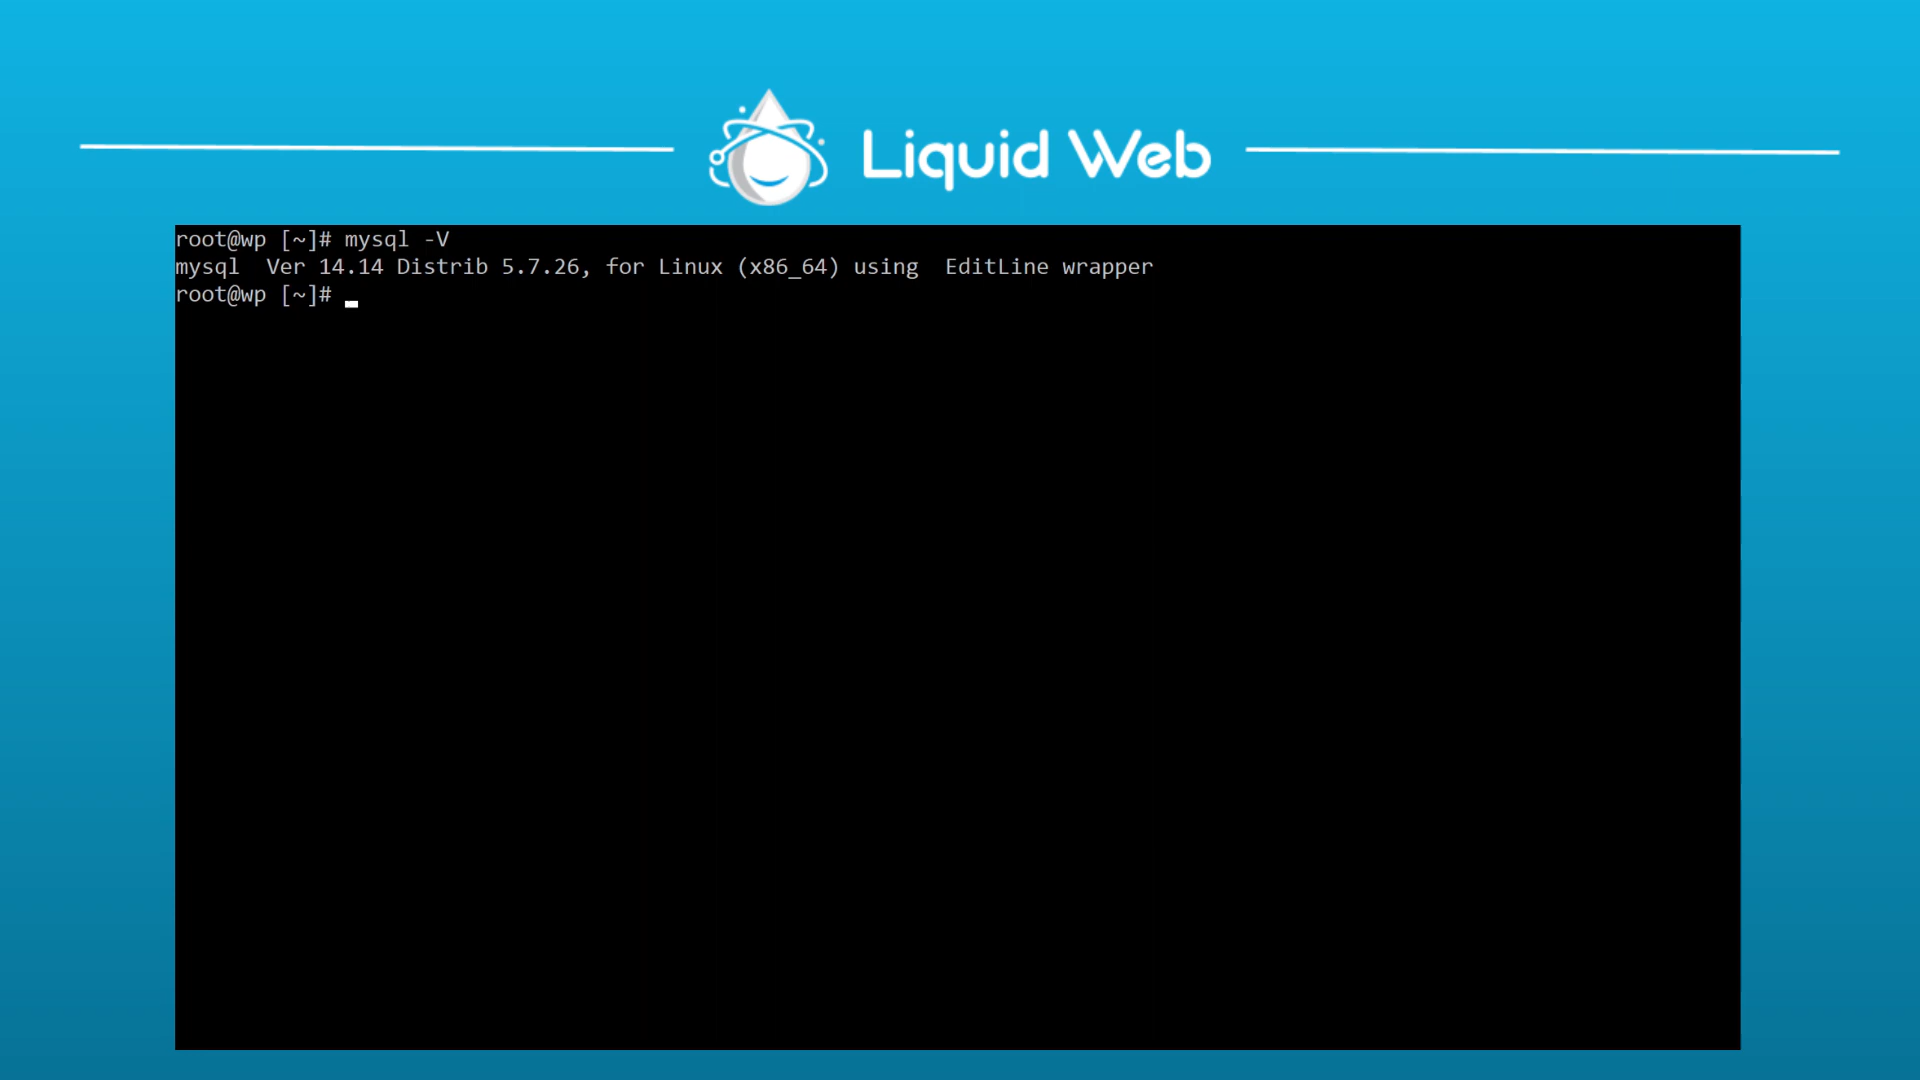 Liquid Web
root@wp [~]# mysql -V
mysql  Ver 14.14 Distrib 5.7.26, for Linux (x86_64) using  EditLine wrapper
root@wp [~]#